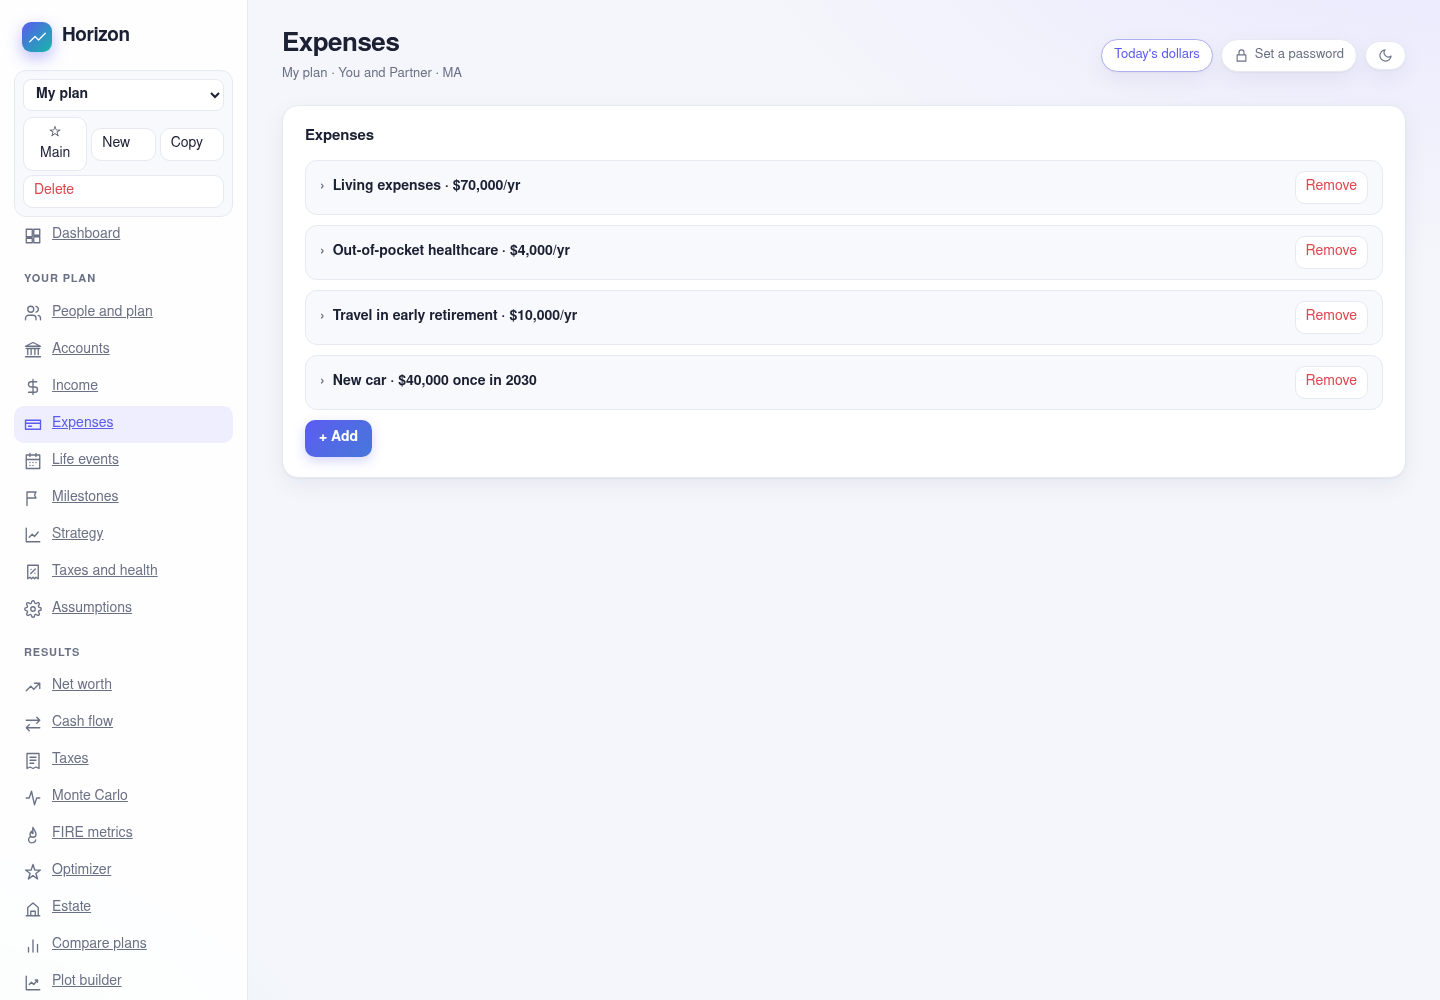 Horizon
My plan
☆
Main
New
Copy
Delete
Dashboard
YOUR PLAN
People and plan
Accounts
Income
Expenses
Life events
Milestones
Strategy
Taxes and health
Assumptions
RESULTS
Net worth
Cash flow
Taxes
Monte Carlo
FIRE metrics
Optimizer
Estate
Compare plans
Plot builder
Expenses
My plan · You and Partner · MA
Today's dollars
Set a password
Expenses
› Living expenses · $70,000/yr
Remove
› Out-of-pocket healthcare · $4,000/yr
Remove
› Travel in early retirement · $10,000/yr
Remove
› New car · $40,000 once in 2030
Remove
+ Add